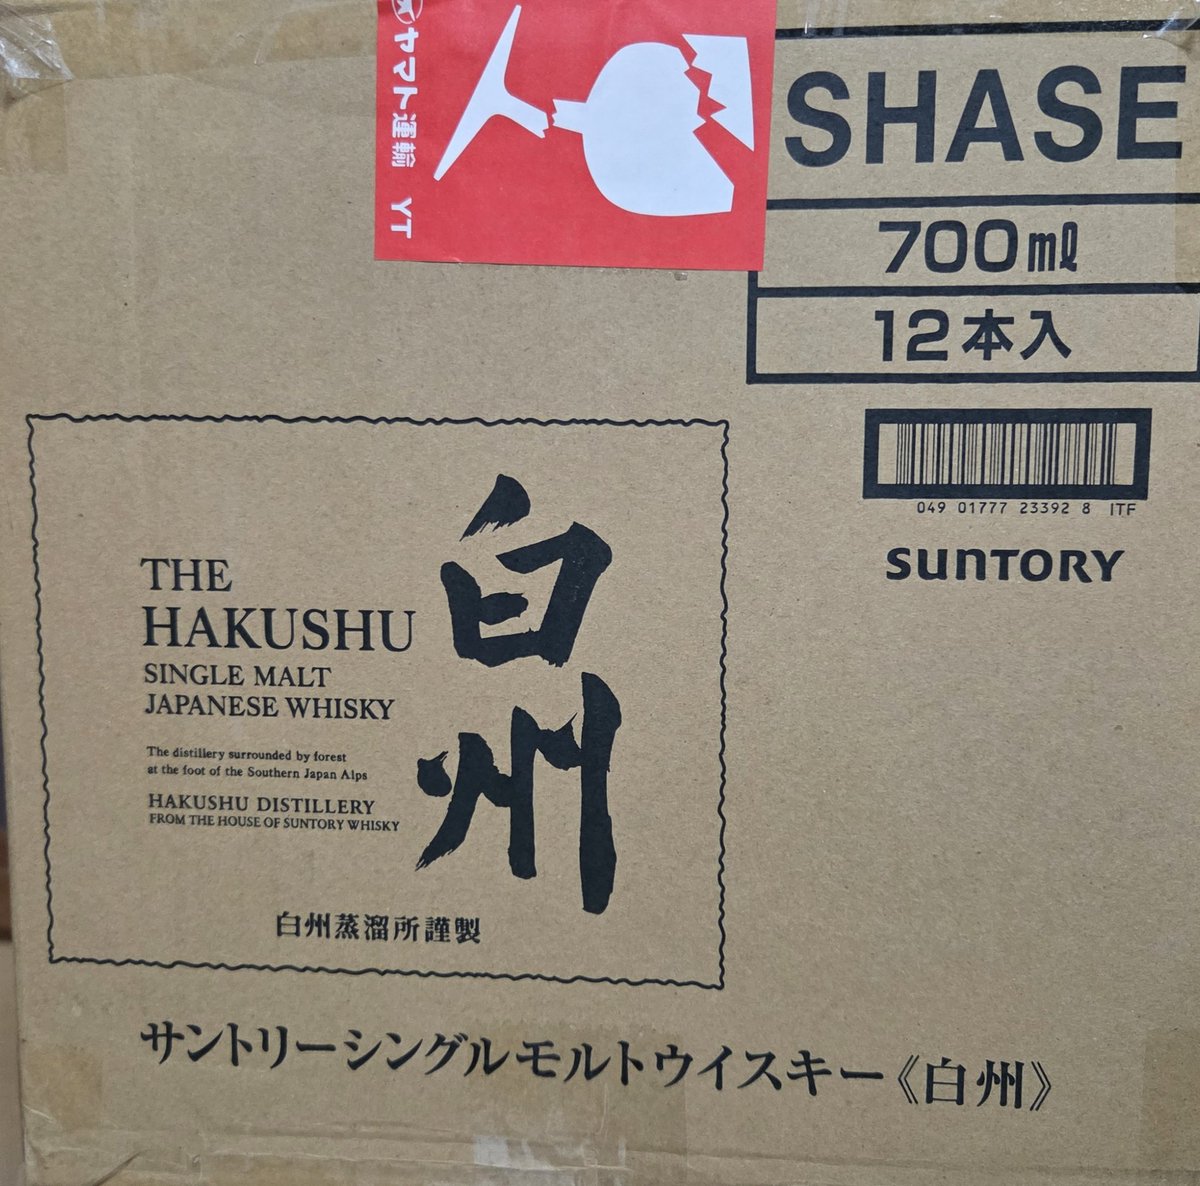 ヤマト運輸 YT
SHASE
700ml
12本入
049 01777 23392 8 ITF
SUNTORY
THE
HAKUSHU
SINGLE MALT
JAPANESE WHISKY
The distillery surrounded by forest
at the foot of the Southern Japan Alps
HAKUSHU DISTILLERY
FROM THE HOUSE OF SUNTORY WHISKY
白州
白州蒸溜所謹製
サントリーシングルモルトウイスキー《白州》